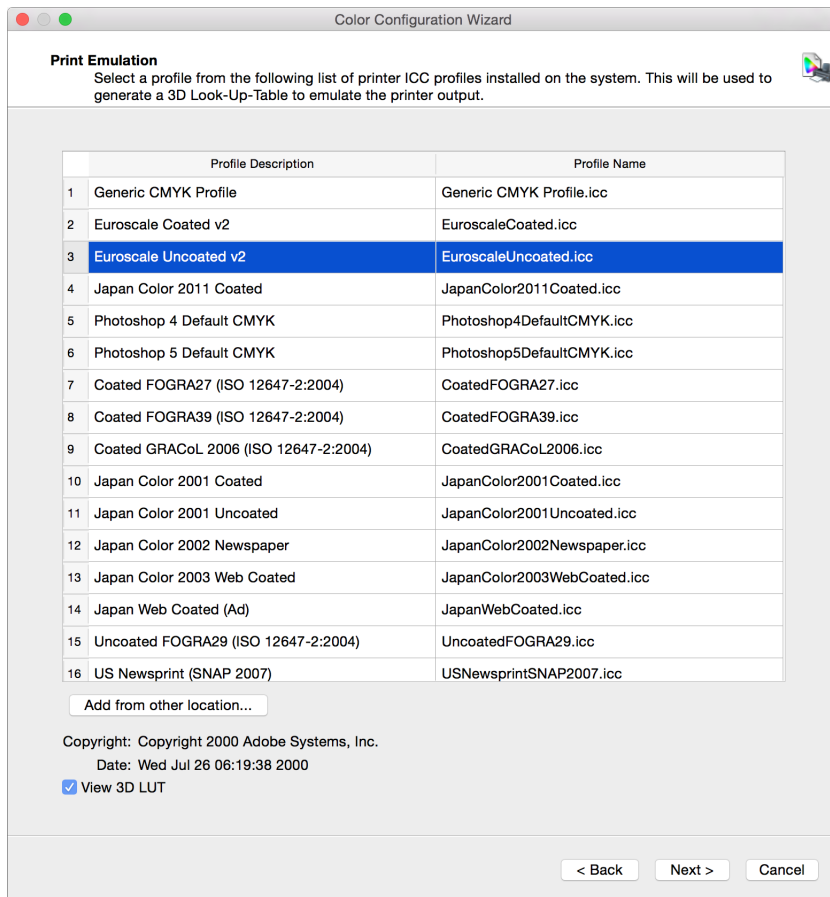 Color Configuration Wizard
Print Emulation
Select a profile from the following list of printer ICC profiles installed on the system. This will be used to
generate a 3D Look-Up-Table to emulate the printer output.
Profile Description Profile Name
1 Generic CMYK Profile Generic CMYK Profile.icc
2 Euroscale Coated v2 EuroscaleCoated.icc
3 Euroscale Uncoated v2 EuroscaleUncoated.icc
4 Japan Color 2011 Coated JapanColor2011Coated.icc
5 Photoshop 4 Default CMYK Photoshop4DefaultCMYK.icc
6 Photoshop 5 Default CMYK Photoshop5DefaultCMYK.icc
7 Coated FOGRA27 (ISO 12647-2:2004) CoatedFOGRA27.icc
8 Coated FOGRA39 (ISO 12647-2:2004) CoatedFOGRA39.icc
9 Coated GRACoL 2006 (ISO 12647-2:2004) CoatedGRACoL2006.icc
10 Japan Color 2001 Coated JapanColor2001Coated.icc
11 Japan Color 2001 Uncoated JapanColor2001Uncoated.icc
12 Japan Color 2002 Newspaper JapanColor2002Newspaper.icc
13 Japan Color 2003 Web Coated JapanColor2003WebCoated.icc
14 Japan Web Coated (Ad) JapanWebCoated.icc
15 Uncoated FOGRA29 (ISO 12647-2:2004) UncoatedFOGRA29.icc
16 US Newsprint (SNAP 2007) USNewsprintSNAP2007.icc
Add from other location...
Copyright: Copyright 2000 Adobe Systems, Inc.
Date: Wed Jul 26 06:19:38 2000
View 3D LUT
< Back Next > Cancel